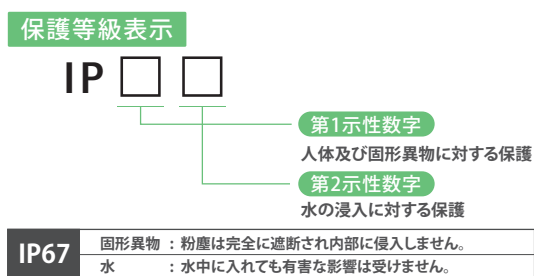 保護等級表示
IP□□
第1示性数字
人体及び固形異物に対する保護
第2示性数字
水の浸入に対する保護
IP67
固形異物 : 粉塵は完全に遮断され内部に侵入しません。
水 : 水中に入れても有害な影響は受けません。